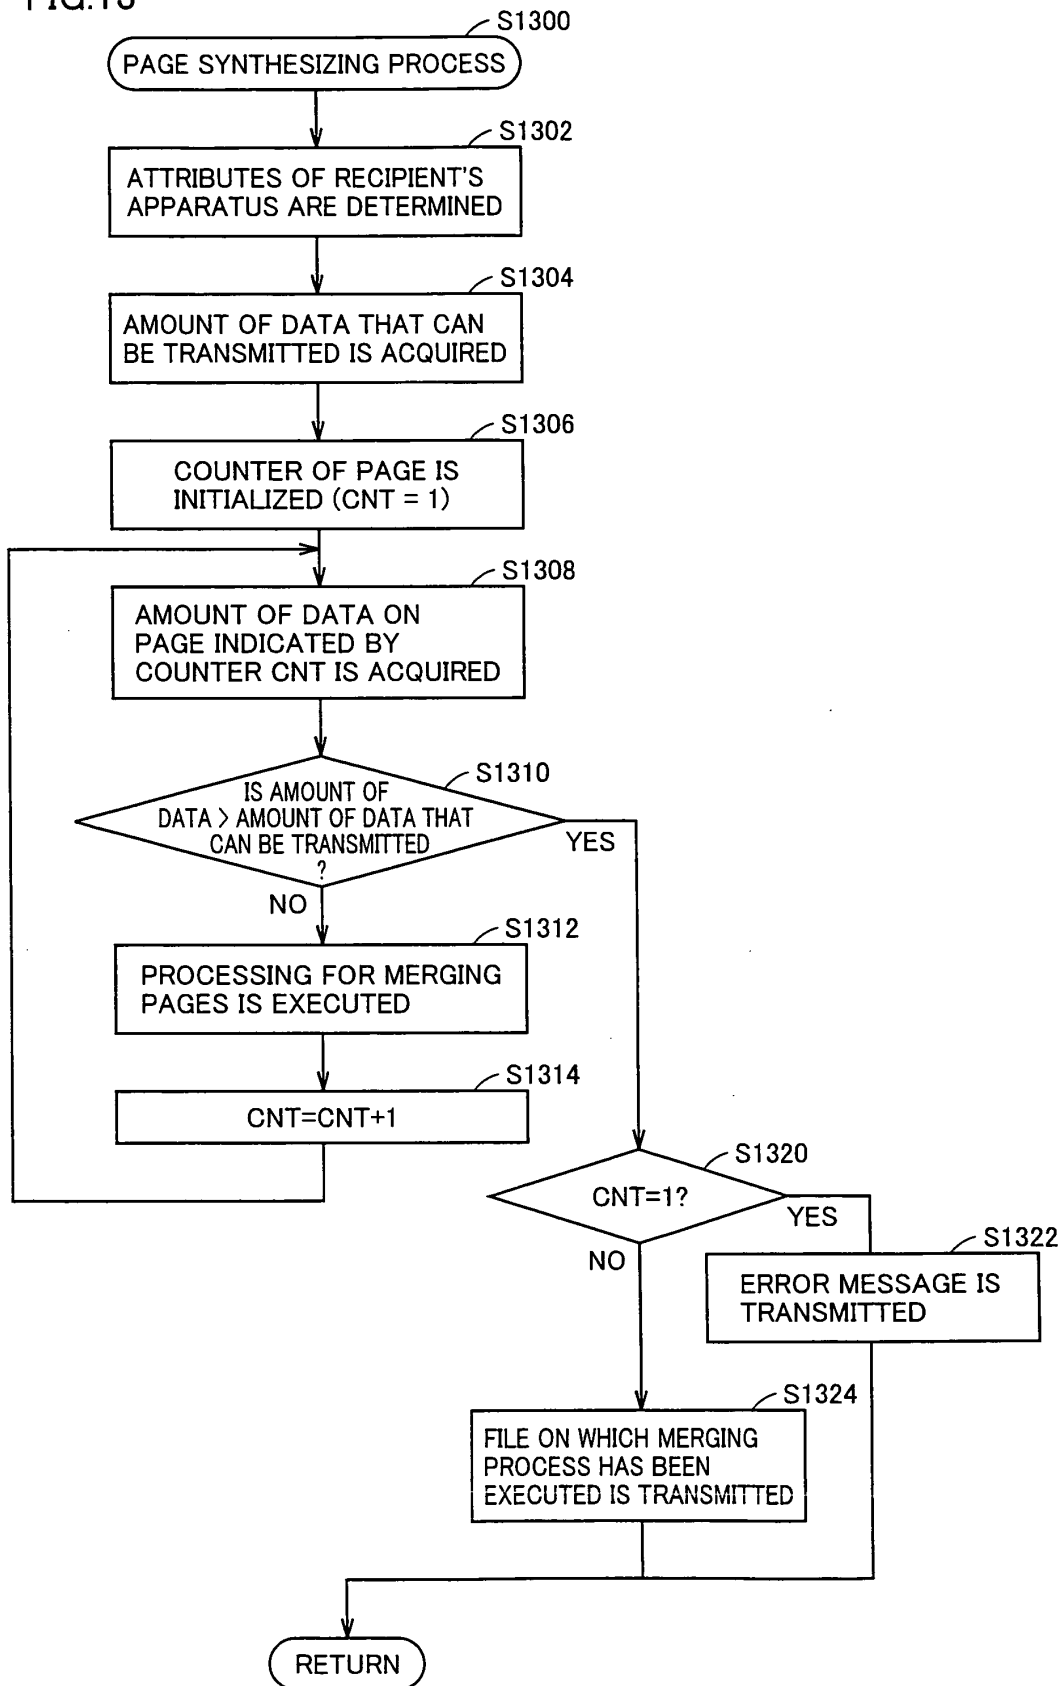 FIG.13
S1300
PAGE SYNTHESIZING PROCESS
S1302
ATTRIBUTES OF RECIPIENT'S
APPARATUS ARE DETERMINED
S1304
AMOUNT OF DATA THAT CAN
BE TRANSMITTED IS ACQUIRED
S1306
COUNTER OF PAGE IS
INITIALIZED (CNT = 1)
S1308
AMOUNT OF DATA ON
PAGE INDICATED BY
COUNTER CNT IS ACQUIRED
S1310
IS AMOUNT OF
DATA > AMOUNT OF DATA THAT
CAN BE TRANSMITTED
?
YES
NO
S1312
PROCESSING FOR MERGING
PAGES IS EXECUTED
S1314
CNT=CNT+1
S1320
CNT=1?
YES
NO
S1322
ERROR MESSAGE IS
TRANSMITTED
S1324
FILE ON WHICH MERGING
PROCESS HAS BEEN
EXECUTED IS TRANSMITTED
RETURN